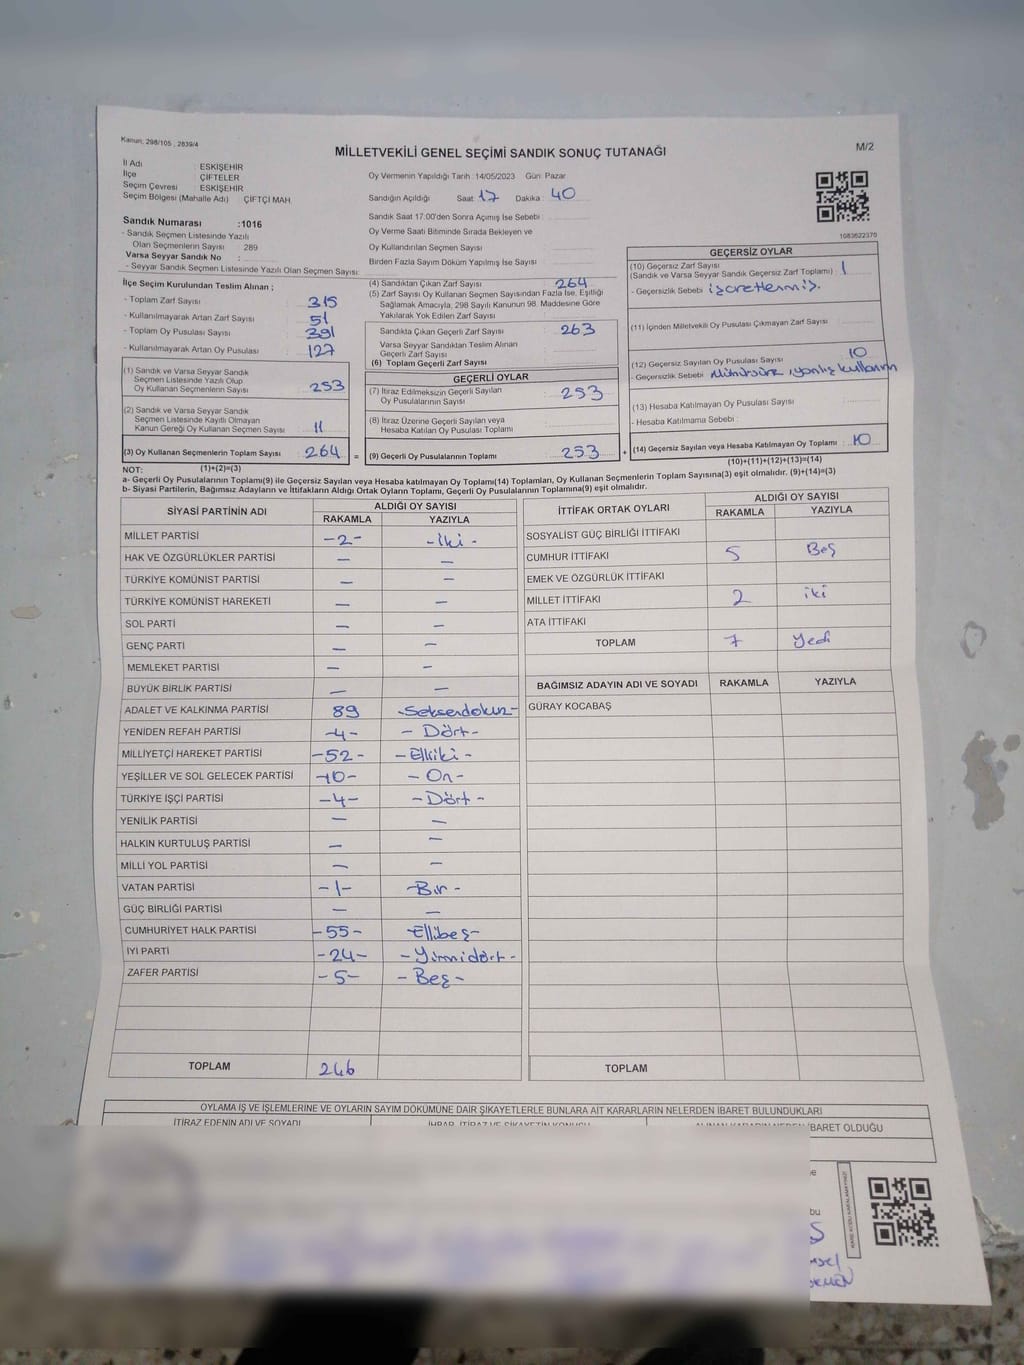 Kanun: 298/105 , 2839/4
MİLLETVEKİLİ GENEL SEÇİMİ SANDIK SONUÇ TUTANAĞI
M/2
İl Adı : ESKİŞEHİR
İlçe : ÇİFTELER
Seçim Çevresi : ESKİŞEHİR
Seçim Bölgesi (Mahalle Adı) ÇİFTÇİ MAH.
Oy Vermenin Yapıldığı Tarih : 14/05/2023 Gün: Pazar
Sandığın Açıldığı Saat 17 Dakika : 40
Sandık Saat 17:00'den Sonra Açılmış İse Sebebi :
Oy Verme Saati Bitiminde Sırada Bekleyen ve
Oy Kullandırılan Seçmen Sayısı
Birden Fazla Sayım Döküm Yapılmış İse Sayısı
1083622370
Sandık Numarası :1016
- Sandık Seçmen Listesinde Yazılı
Olan Seçmenlerin Sayısı : 289
Varsa Seyyar Sandık No :
- Seyyar Sandık Seçmen Listesinde Yazılı Olan Seçmen Sayısı:
İlçe Seçim Kurulundan Teslim Alınan ;
- Toplam Zarf Sayısı : 315
- Kullanılmayarak Artan Zarf Sayısı : 51
- Toplam Oy Pusulası Sayısı : 391
- Kullanılmayarak Artan Oy Pusulası : 127
(1) Sandık ve Varsa Seyyar Sandık
Seçmen Listesinde Yazılı Olup
Oy Kullanan Seçmenlerin Sayısı : 253
(2) Sandık ve Varsa Seyyar Sandık
Seçmen Listesinde Kayıtlı Olmayan
Kanun Gereği Oy Kullanan Seçmen Sayısı : 11
(3) Oy Kullanan Seçmenlerin Toplam Sayısı : 264
(1)+(2)=(3)
(4) Sandıktan Çıkan Zarf Sayısı : 264
(5) Zarf Sayısı Oy Kullanan Seçmen Sayısından Fazla İse, Eşitliği
Sağlamak Amacıyla, 298 Sayılı Kanunun 98. Maddesine Göre
Yakılarak Yok Edilen Zarf Sayısı :
Sandıkta Çıkan Geçerli Zarf Sayısı : 263
Varsa Seyyar Sandıktan Teslim Alınan
Geçerli Zarf Sayısı
(6) Toplam Geçerli Zarf Sayısı
GEÇERLİ OYLAR
(7) İtiraz Edilmeksizin Geçerli Sayılan
Oy Pusulalarının Sayısı : 253
(8) İtiraz Üzerine Geçerli Sayılan veya
Hesaba Katılan Oy Pusulası Toplamı
= (9) Geçerli Oy Pusulalarının Toplamı : 253
GEÇERSİZ OYLAR
(10) Geçersiz Zarf Sayısı
(Sandık ve Varsa Seyyar Sandık Geçersiz Zarf Toplamı) : 1
- Geçersizlik Sebebi : işaretlenmiş.
(11) İçinden Milletvekili Oy Pusulası Çıkmayan Zarf Sayısı
(12) Geçersiz Sayılan Oy Pusulası Sayısı : 10
- Geçersizlik Sebebi yanlış kullanım
(13) Hesaba Katılmayan Oy Pusulası Sayısı
- Hesaba Katılmama Sebebi :
+ (14) Geçersiz Sayılan veya Hesaba Katılmayan Oy Toplamı : 10
(10)+(11)+(12)+(13)=(14)
NOT:
a- Geçerli Oy Pusulalarının Toplamı(9) ile Geçersiz Sayılan veya Hesaba katılmayan Oy Toplamı(14) Toplamları, Oy Kullanan Seçmenlerin Toplam Sayısına(3) eşit olmalıdır. (9)+(14)=(3)
b- Siyasi Partilerin, Bağımsız Adayların ve İttifakların Aldığı Ortak Oyların Toplamı, Geçerli Oy Pusulalarının Toplamına(9) eşit olmalıdır.
SİYASİ PARTİNİN ADI ALDIĞI OY SAYISI
RAKAMLA YAZIYLA
MİLLET PARTİSİ -2- -İki-
HAK VE ÖZGÜRLÜKLER PARTİSİ — —
TÜRKİYE KOMÜNİST PARTİSİ — —
TÜRKİYE KOMÜNİST HAREKETİ — —
SOL PARTİ — —
GENÇ PARTİ — —
MEMLEKET PARTİSİ — —
BÜYÜK BİRLİK PARTİSİ — —
ADALET VE KALKINMA PARTİSİ 89 -Seksendokuz-
YENİDEN REFAH PARTİSİ -4- - Dört-
MİLLİYETÇİ HAREKET PARTİSİ -52- -Elliiki-
YEŞİLLER VE SOL GELECEK PARTİSİ -10- - On-
TÜRKİYE İŞÇİ PARTİSİ -4- -Dört-
YENİLİK PARTİSİ — —
HALKIN KURTULUŞ PARTİSİ — —
MİLLİ YOL PARTİSİ — —
VATAN PARTİSİ -1- -Bir-
GÜÇ BİRLİĞİ PARTİSİ — —
CUMHURİYET HALK PARTİSİ -55- -Ellibeş-
İYİ PARTİ -24- -Yirmidört-
ZAFER PARTİSİ -5- -Beş-
TOPLAM 246
İTTİFAK ORTAK OYLARI ALDIĞI OY SAYISI
RAKAMLA YAZIYLA
SOSYALİST GÜÇ BİRLİĞİ İTTİFAKI
CUMHUR İTTİFAKI 5 Beş
EMEK VE ÖZGÜRLÜK İTTİFAKI
MİLLET İTTİFAKI 2 iki
ATA İTTİFAKI
TOPLAM 7 Yedi
BAĞIMSIZ ADAYIN ADI VE SOYADI RAKAMLA YAZIYLA
GÜRAY KOCABAŞ
TOPLAM
OYLAMA İŞ VE İŞLEMLERİNE VE OYLARIN SAYIM DÖKÜMÜNE DAİR ŞİKAYETLERLE BUNLARA AİT KARARLARIN NELERDEN İBARET BULUNDUKLARI
İTİRAZ EDENİN ADI VE SOYADI İHBAR, İTİRAZ VE ŞİKAYETİN KONUSU ALINAN KARARIN NEDEN İBARET OLDUĞU
bu